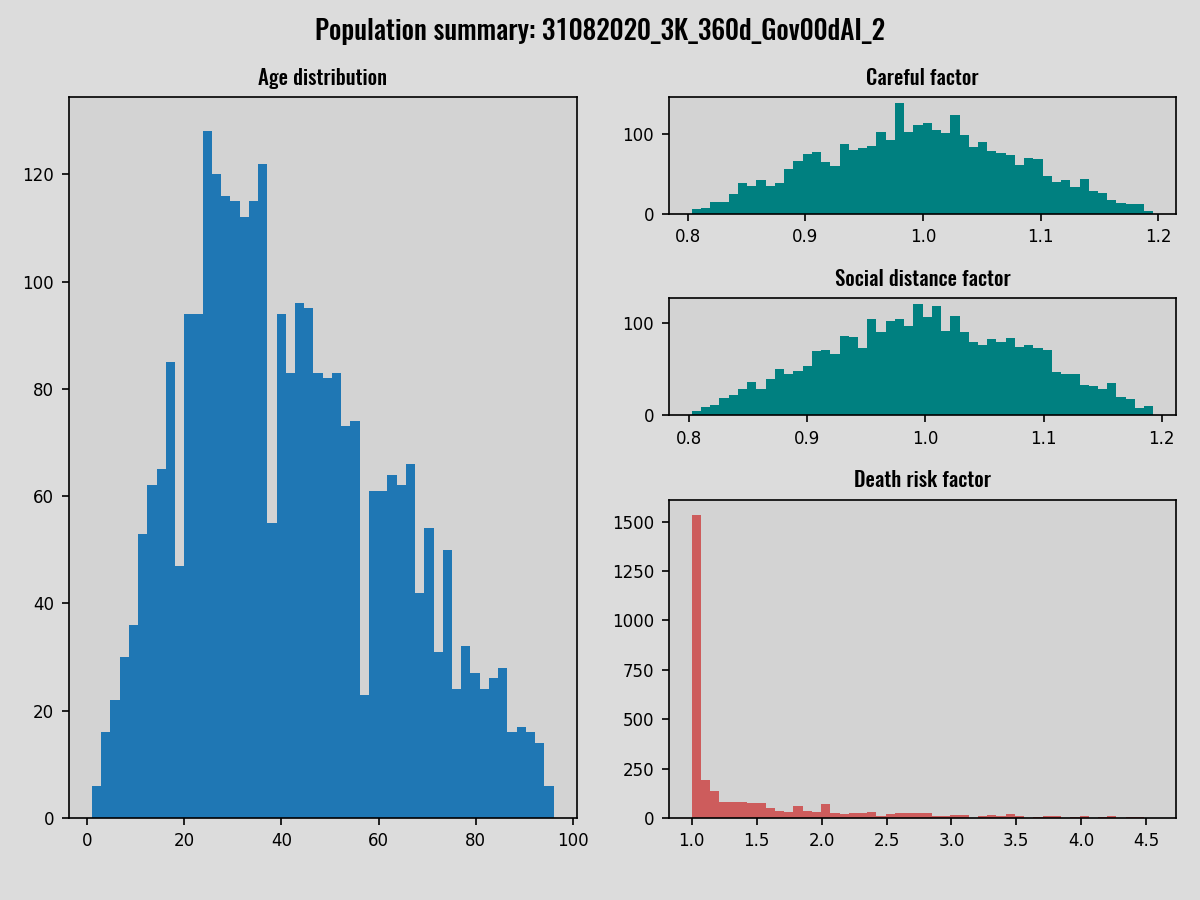 Population summary: 31082020_3K_360d_Gov00dAI_2
Age distribution
120
100
80
60
40
20
0
0 20 40 60 80 100
Careful factor
100
0
0.8 0.9 1.0 1.1 1.2
Social distance factor
100
0
0.8 0.9 1.0 1.1 1.2
Death risk factor
1500
1250
1000
750
500
250
0
1.0 1.5 2.0 2.5 3.0 3.5 4.0 4.5